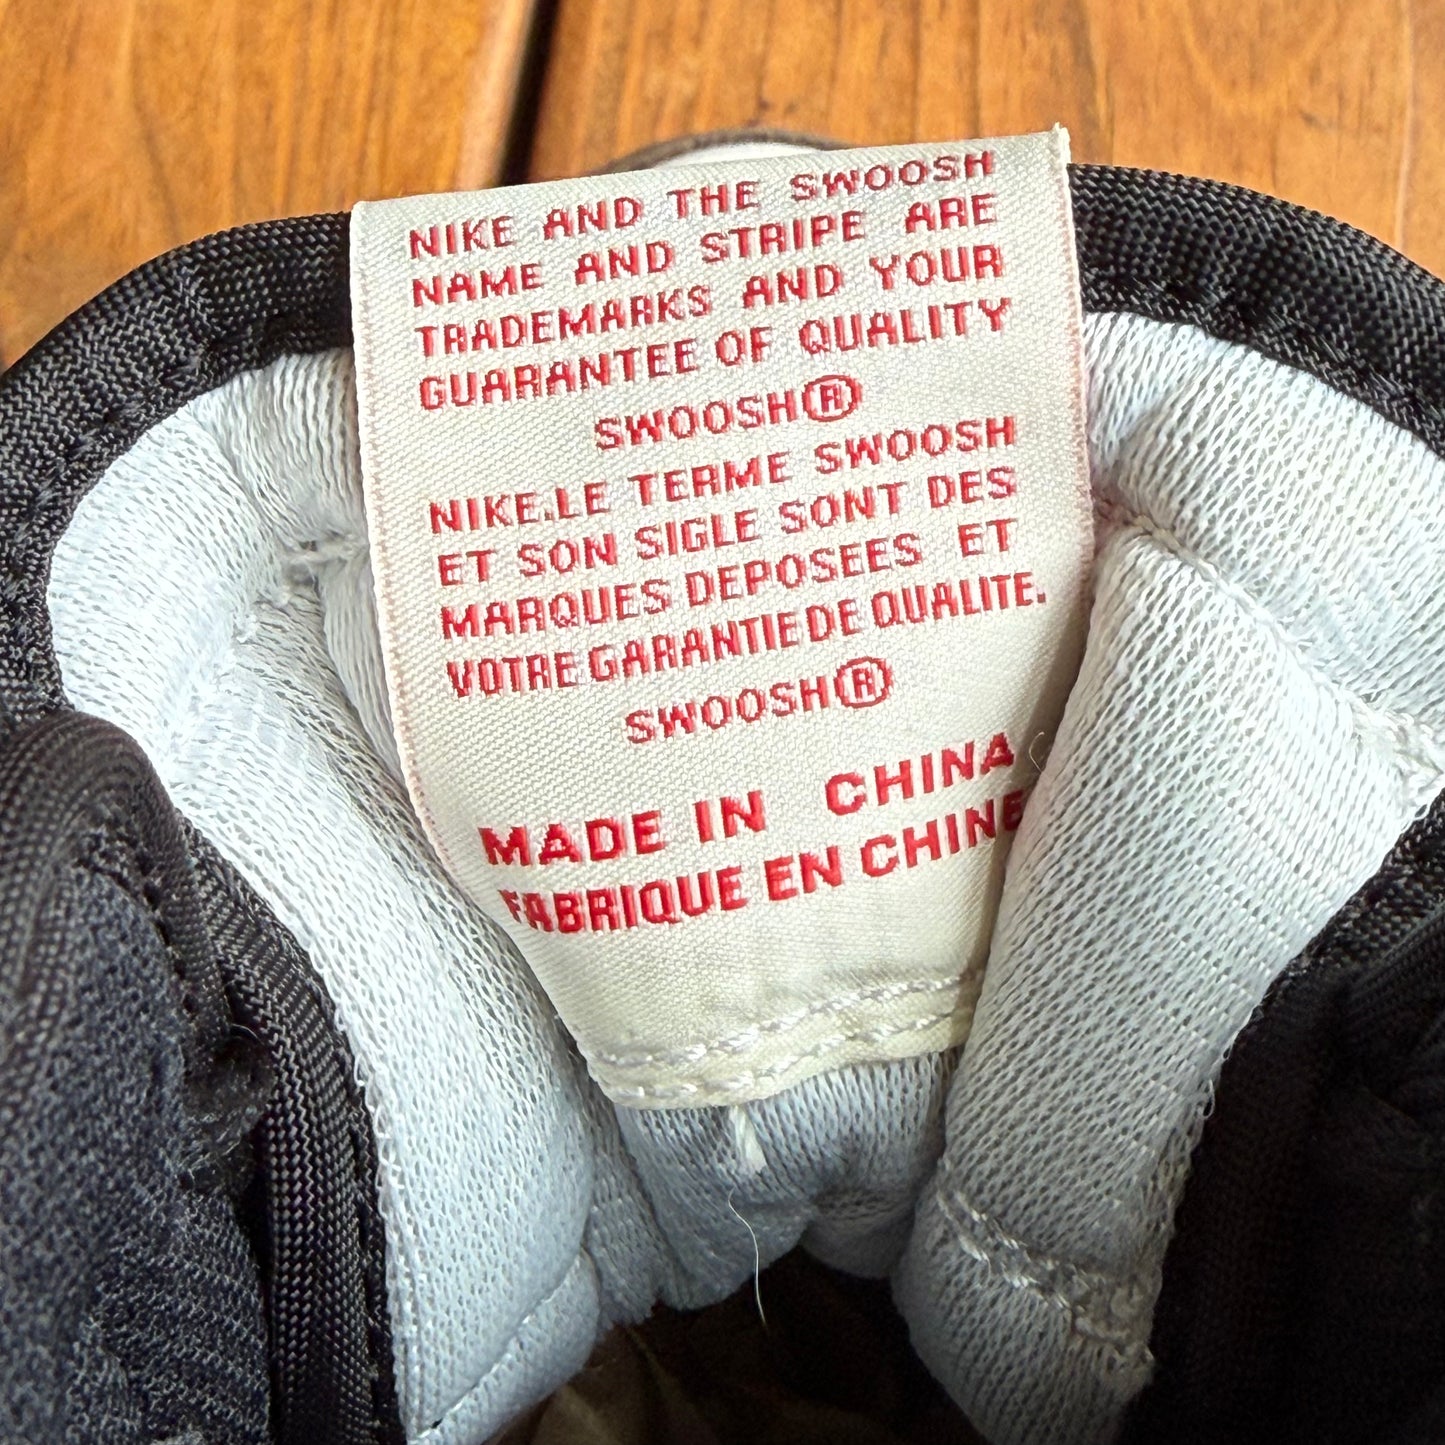 NIKE AND THE SWOOSH
NAME AND STRIPE ARE
TRADEMARKS AND YOUR
GUARANTEE OF QUALITY
SWOOSH®
NIKE.LE TERME SWOOSH
ET SON SIGLE SONT DES
MARQUES DEPOSEES ET
VOTRE GARANTIE DE QUALITE.
SWOOSH®
MADE IN CHINA
FABRIQUE EN CHINE